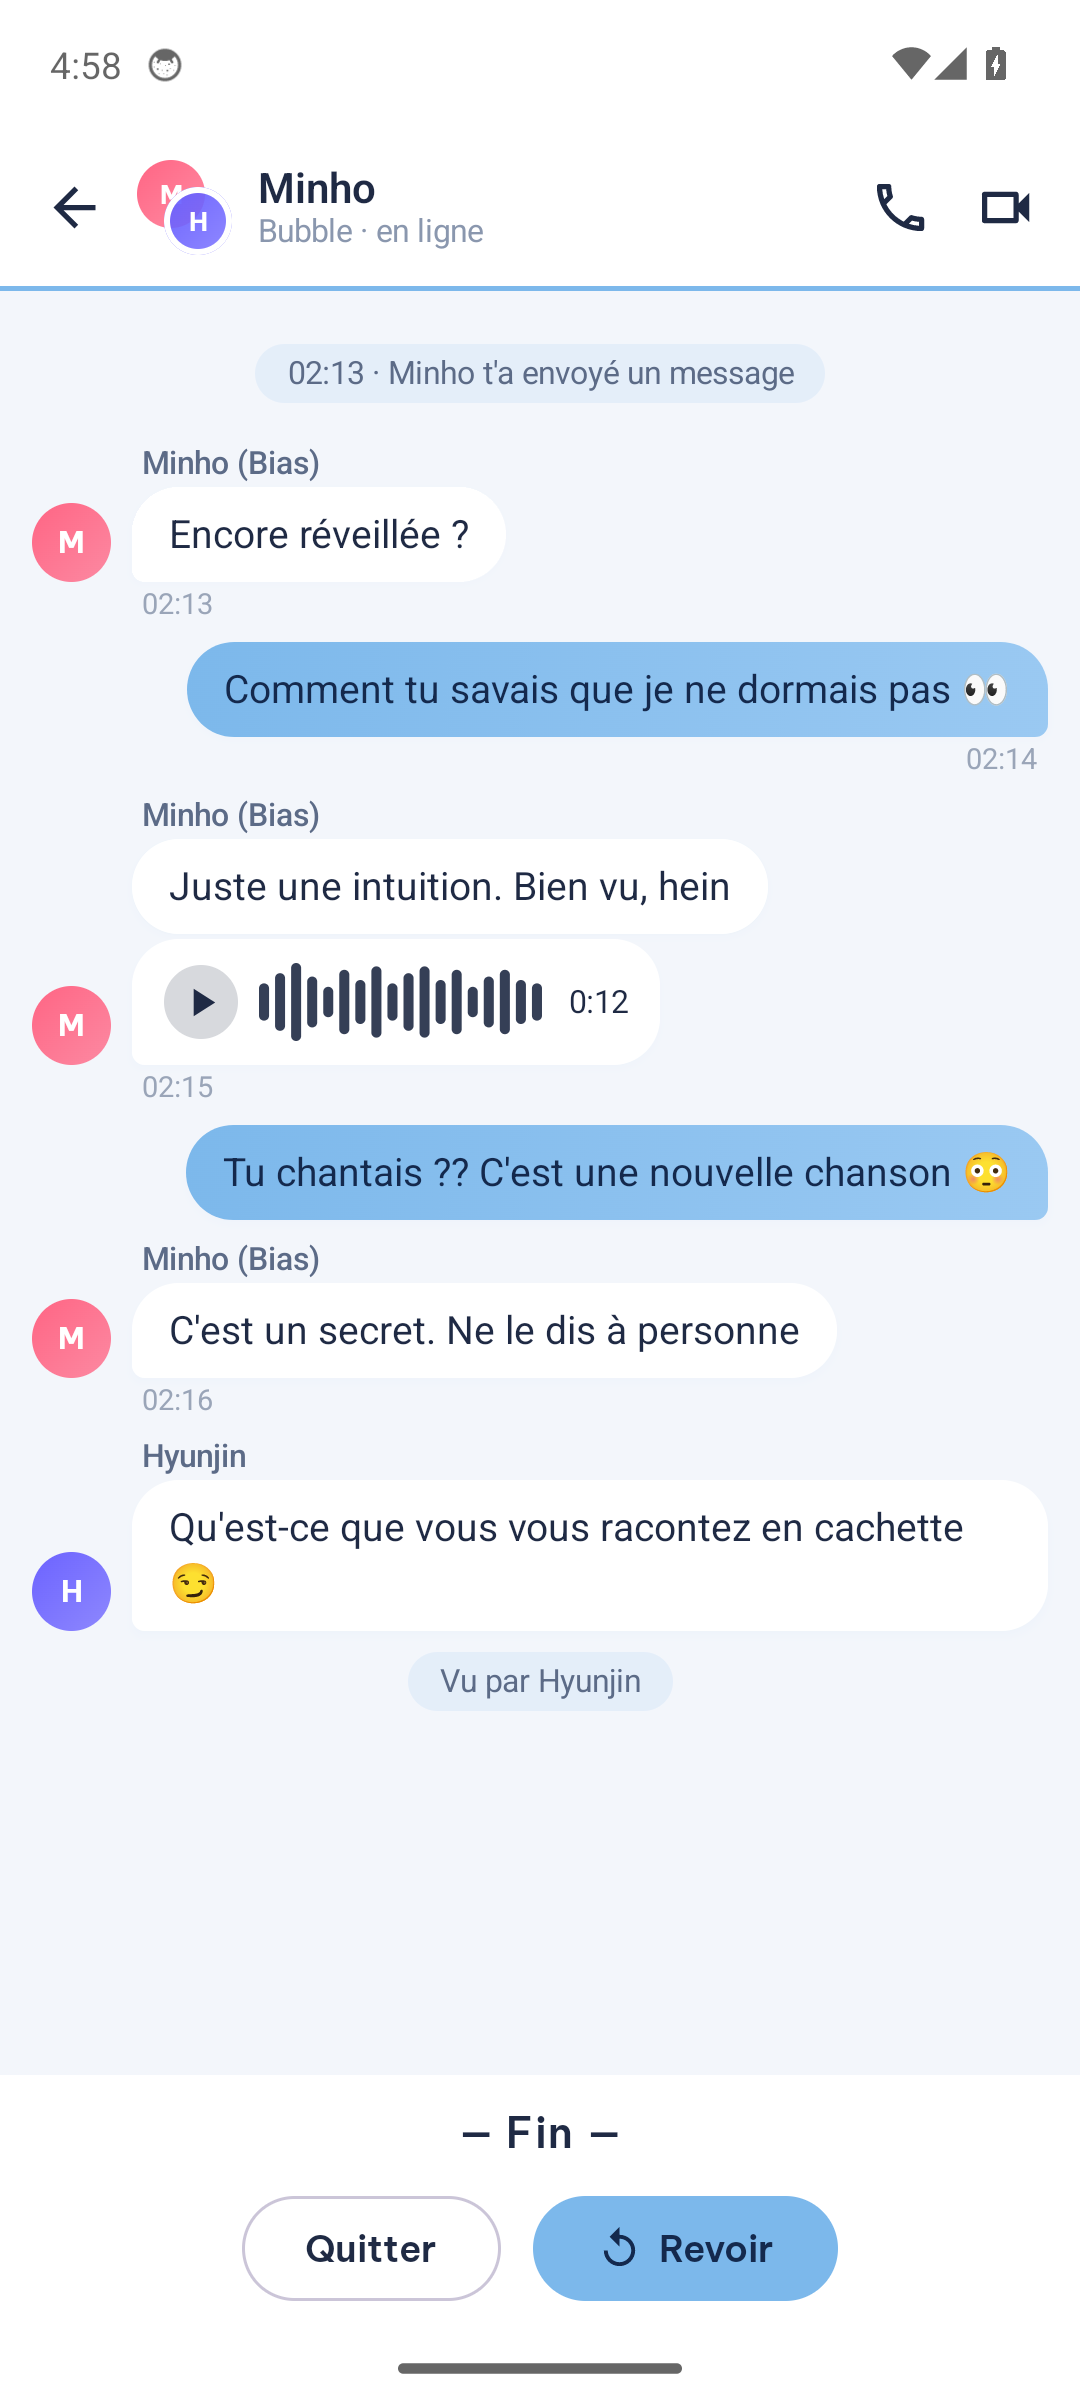 4:58
M
H
Minho
Bubble · en ligne
02:13 · Minho t'a envoyé un message
Minho (Bias)
M
Encore réveillée ?
02:13
Comment tu savais que je ne dormais pas 👀
02:14
Minho (Bias)
Juste une intuition. Bien vu, hein
M
0:12
02:15
Tu chantais ?? C'est une nouvelle chanson 😳
Minho (Bias)
M
C'est un secret. Ne le dis à personne
02:16
Hyunjin
Qu'est-ce que vous vous racontez en cachette
😏
H
Vu par Hyunjin
– Fin –
Quitter
Revoir